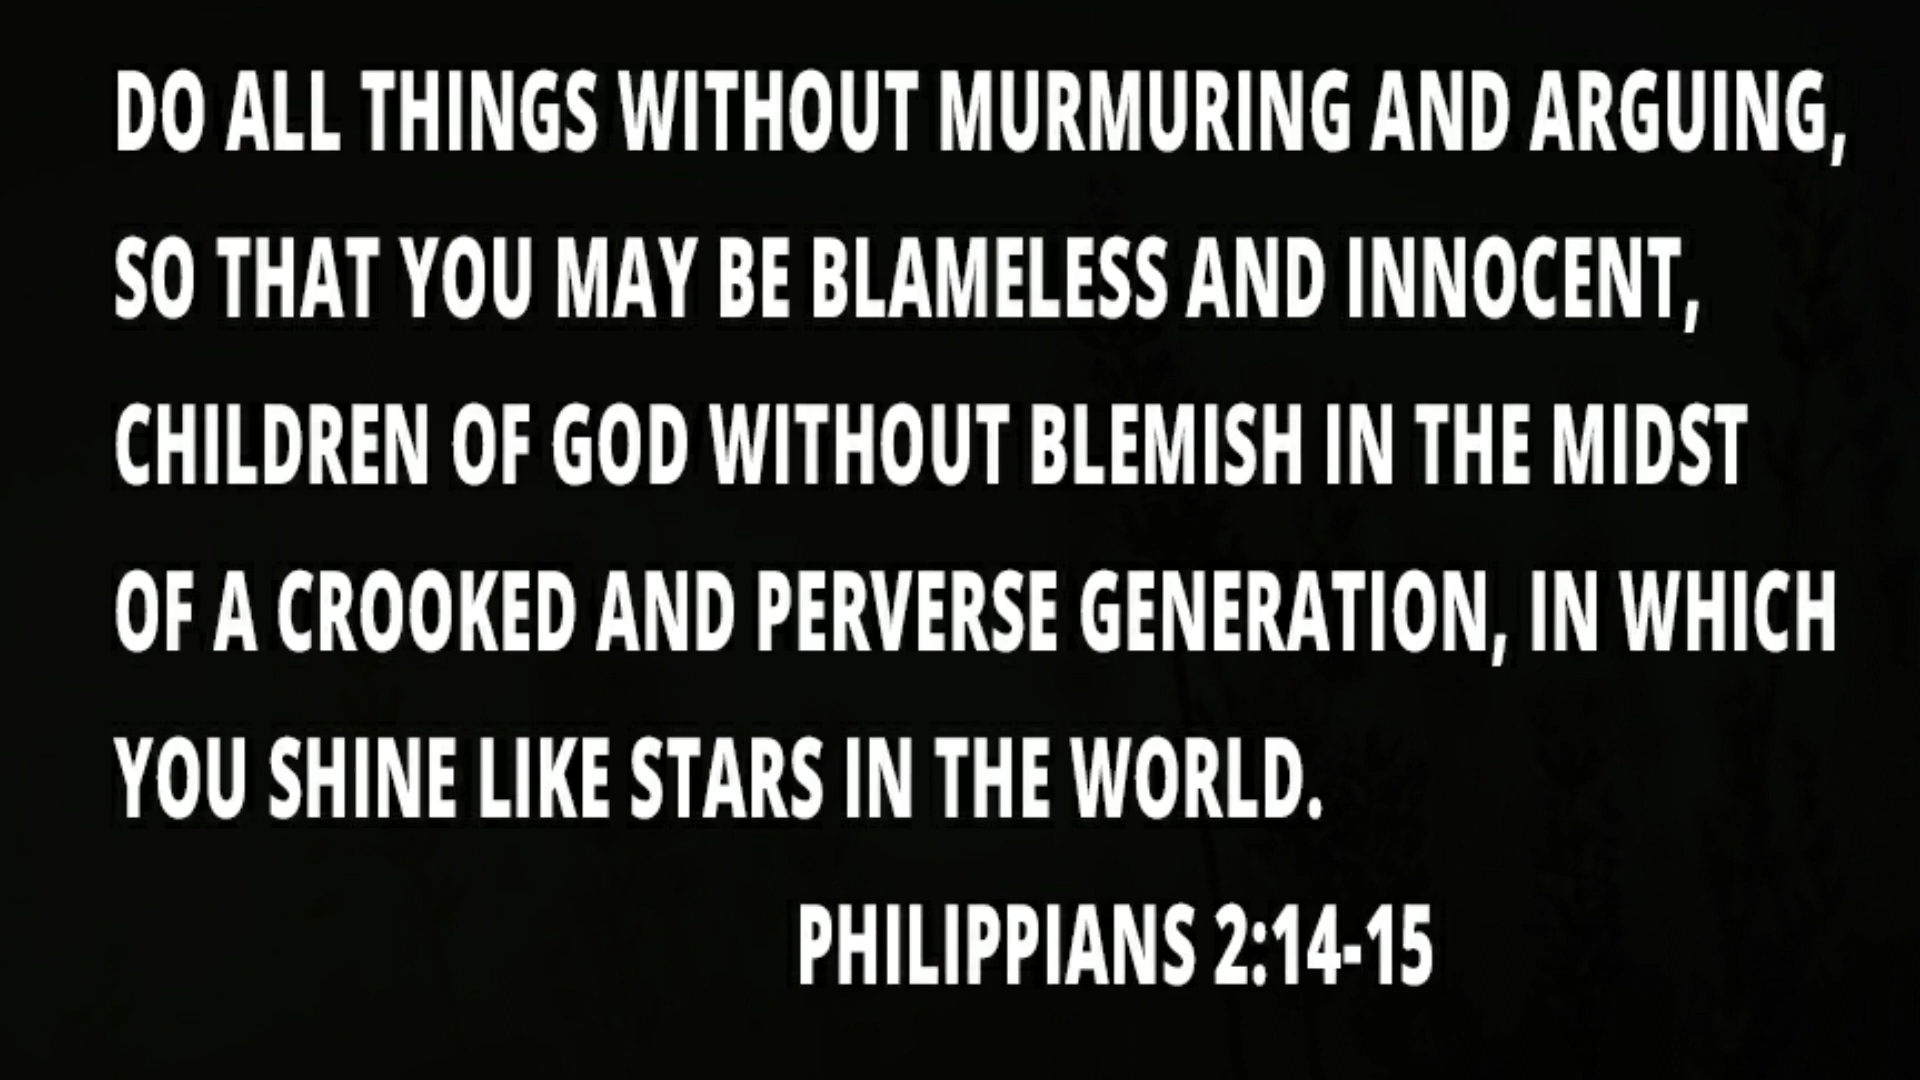 DO ALL THINGS WITHOUT MURMURING AND ARGUING,
SO THAT YOU MAY BE BLAMELESS AND INNOCENT,
CHILDREN OF GOD WITHOUT BLEMISH IN THE MIDST
OF A CROOKED AND PERVERSE GENERATION, IN WHICH
YOU SHINE LIKE STARS IN THE WORLD.
PHILIPPIANS 2:14-15